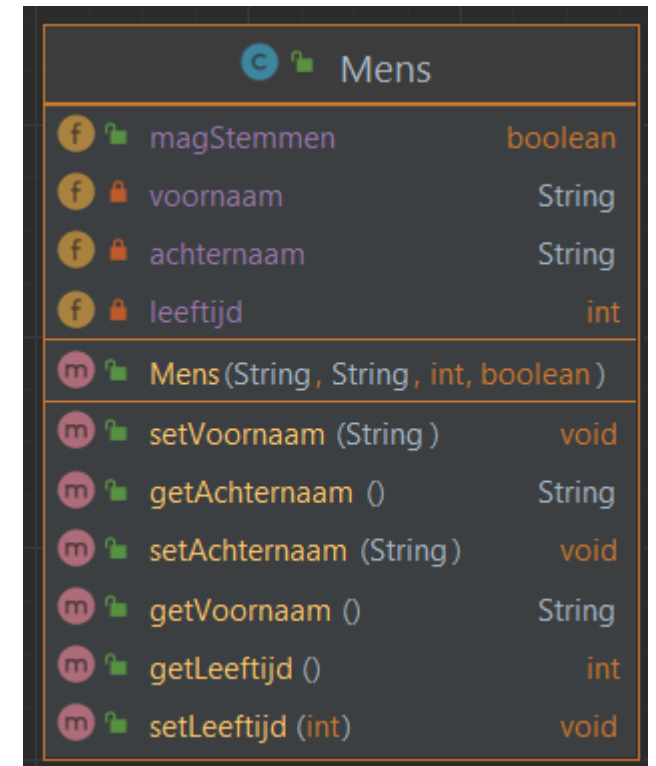 C Mens
f magStemmen boolean
f voornaam String
f achternaam String
f leeftijd int
m Mens(String, String, int, boolean)
m setVoornaam (String) void
m getAchternaam () String
m setAchternaam (String) void
m getVoornaam () String
m getLeeftijd () int
m setLeeftijd (int) void